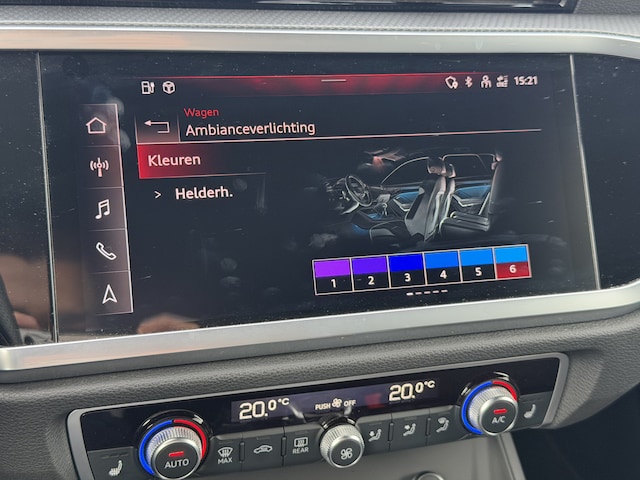 15:21
Wagen
Ambianceverlichting
Kleuren
> Helderh.
1 2 3 4 5 6
20.0°C PUSH OFF 20.0°C
AUTO MAX REAR A/C